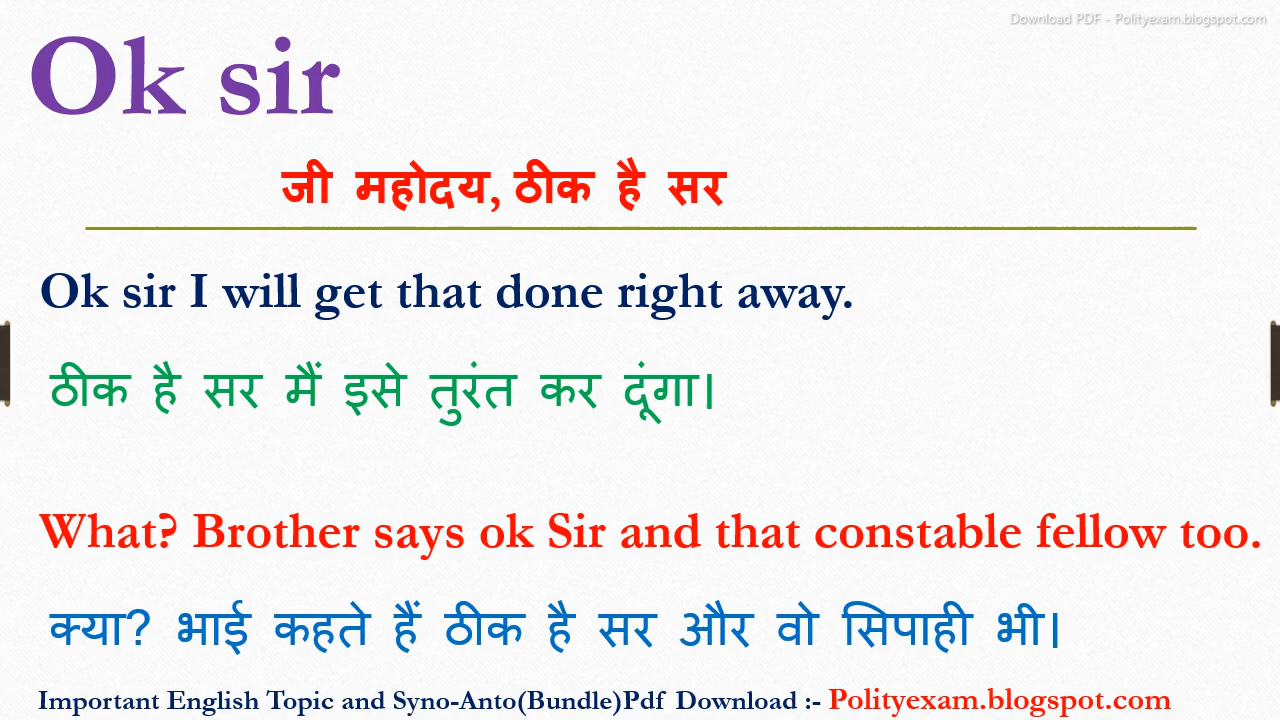 Download PDF - Polityexam.blogspot.com
Ok sir
जी महोदय, ठीक है सर
Ok sir I will get that done right away.
ठीक है सर मैं इसे तुरंत कर दूंगा।
What? Brother says ok Sir and that constable fellow too.
क्या? भाई कहते हैं ठीक है सर और वो सिपाही भी।
Important English Topic and Syno-Anto(Bundle)Pdf Download :- Polityexam.blogspot.com